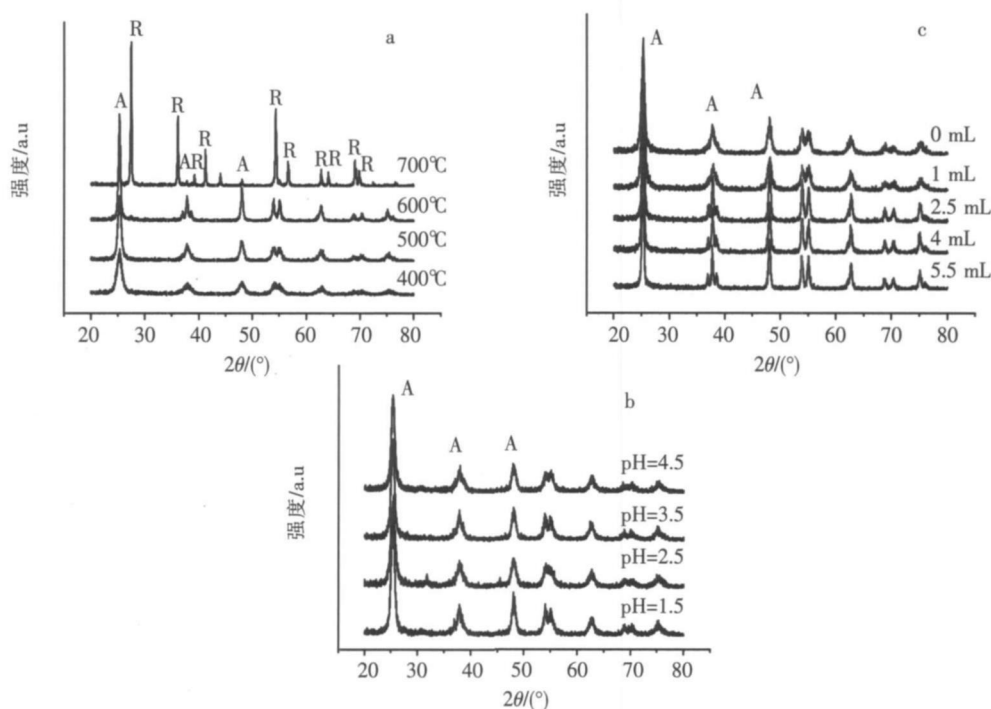 a
R
A
R
A
R
R
A
R
R
R
R
R
R
700℃
600℃
500℃
400℃
强度/a.u
20 30 40 50 60 70 80
2θ/(°)
c
A
A
A
0 mL
1 mL
2.5 mL
4 mL
5.5 mL
强度/a.u
20 30 40 50 60 70 80
2θ/(°)
b
A
A
A
pH=4.5
pH=3.5
pH=2.5
pH=1.5
强度/a.u
20 30 40 50 60 70 80
2θ/(°)